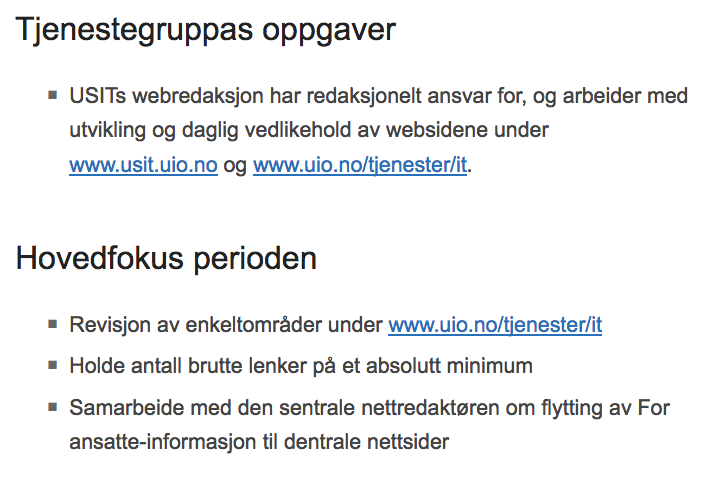 Tjenestegruppas oppgaver
USITs webredaksjon har redaksjonelt ansvar for, og arbeider med
utvikling og daglig vedlikehold av websidene under
www.usit.uio.no og www.uio.no/tjenester/it.
Hovedfokus perioden
Revisjon av enkeltområder under www.uio.no/tjenester/it
Holde antall brutte lenker på et absolutt minimum
Samarbeide med den sentrale nettredaktøren om flytting av For
ansatte-informasjon til dentrale nettsider